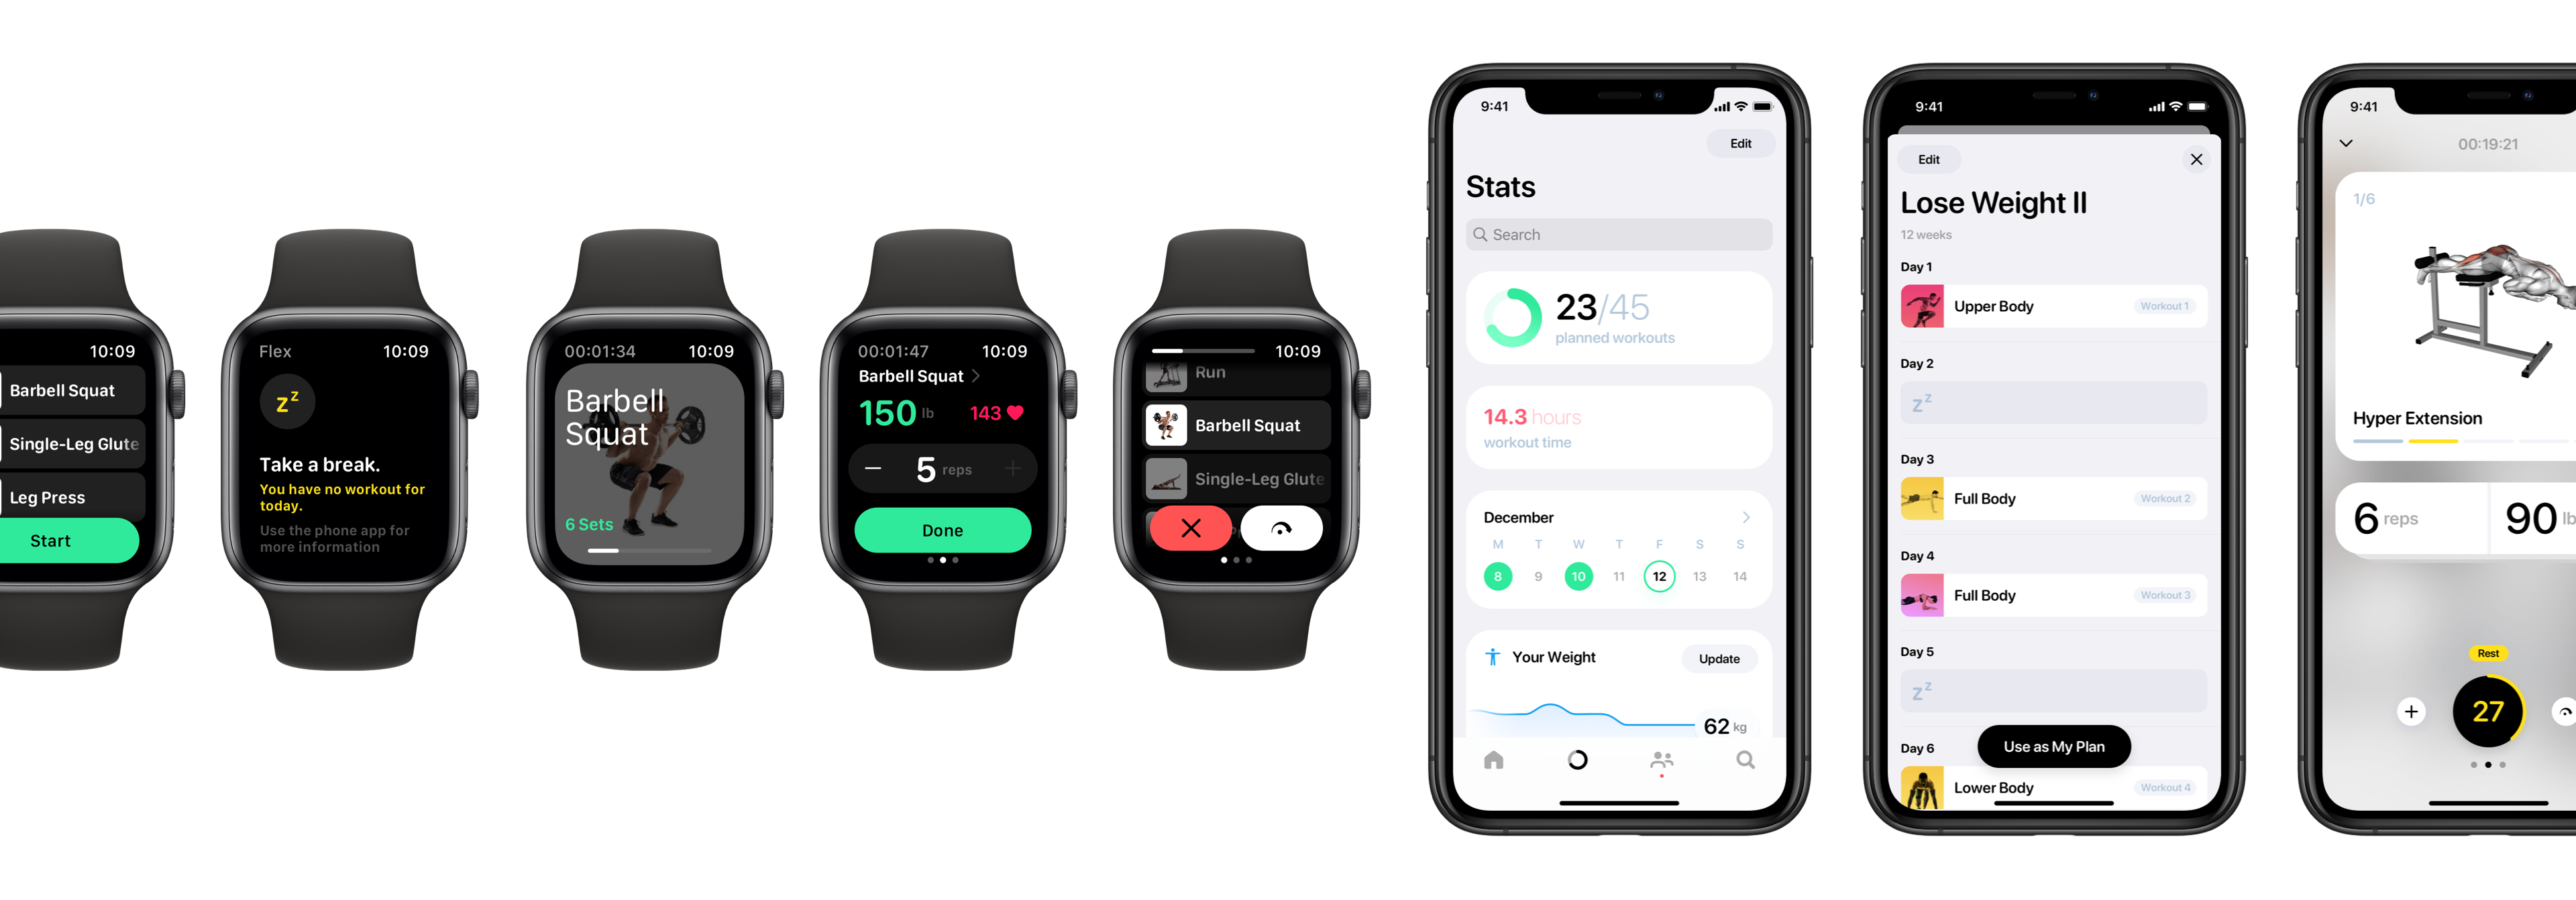 10:09
Barbell Squat
Single-Leg Glute
Leg Press
Start
Flex
10:09
zz
Take a break.
You have no workout for
today.
Use the phone app for
more information
00:01:34
10:09
Barbell
Squat
6 Sets
00:01:47
10:09
Barbell Squat
150 lb
143
5 reps
Done
10:09
Run
Barbell Squat
Single-Leg Glute
9:41
Edit
Stats
Search
23/45
planned workouts
14.3 hours
workout time
December
M T W T F S S
8 9 10 11 12 13 14
Your Weight
Update
62 kg
9:41
Edit
Lose Weight II
12 weeks
Day 1
Upper Body
Workout 1
Day 2
zz
Day 3
Full Body
Workout 2
Day 4
Full Body
Workout 3
Day 5
zz
Day 6
Use as My Plan
Lower Body
Workout 4
9:41
00:19:21
1/6
Hyper Extension
6 reps
90 lb
Rest
27